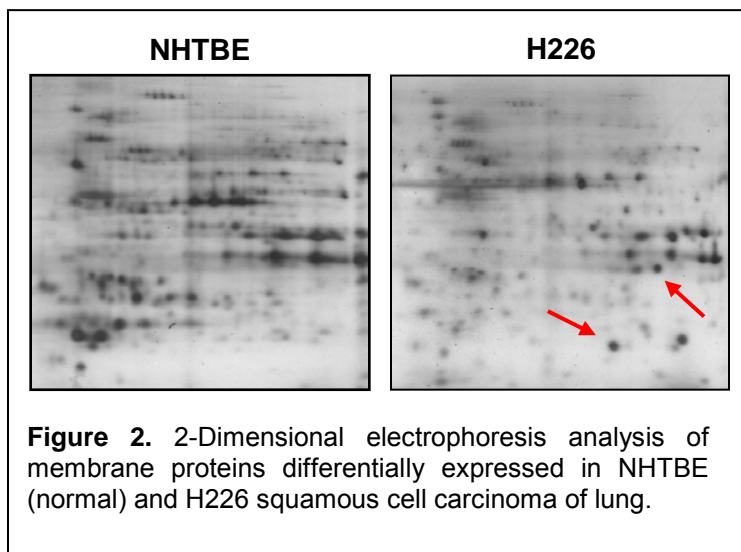 NHTBE H226
Figure 2. 2-Dimensional electrophoresis analysis of
membrane proteins differentially expressed in NHTBE
(normal) and H226 squamous cell carcinoma of lung.